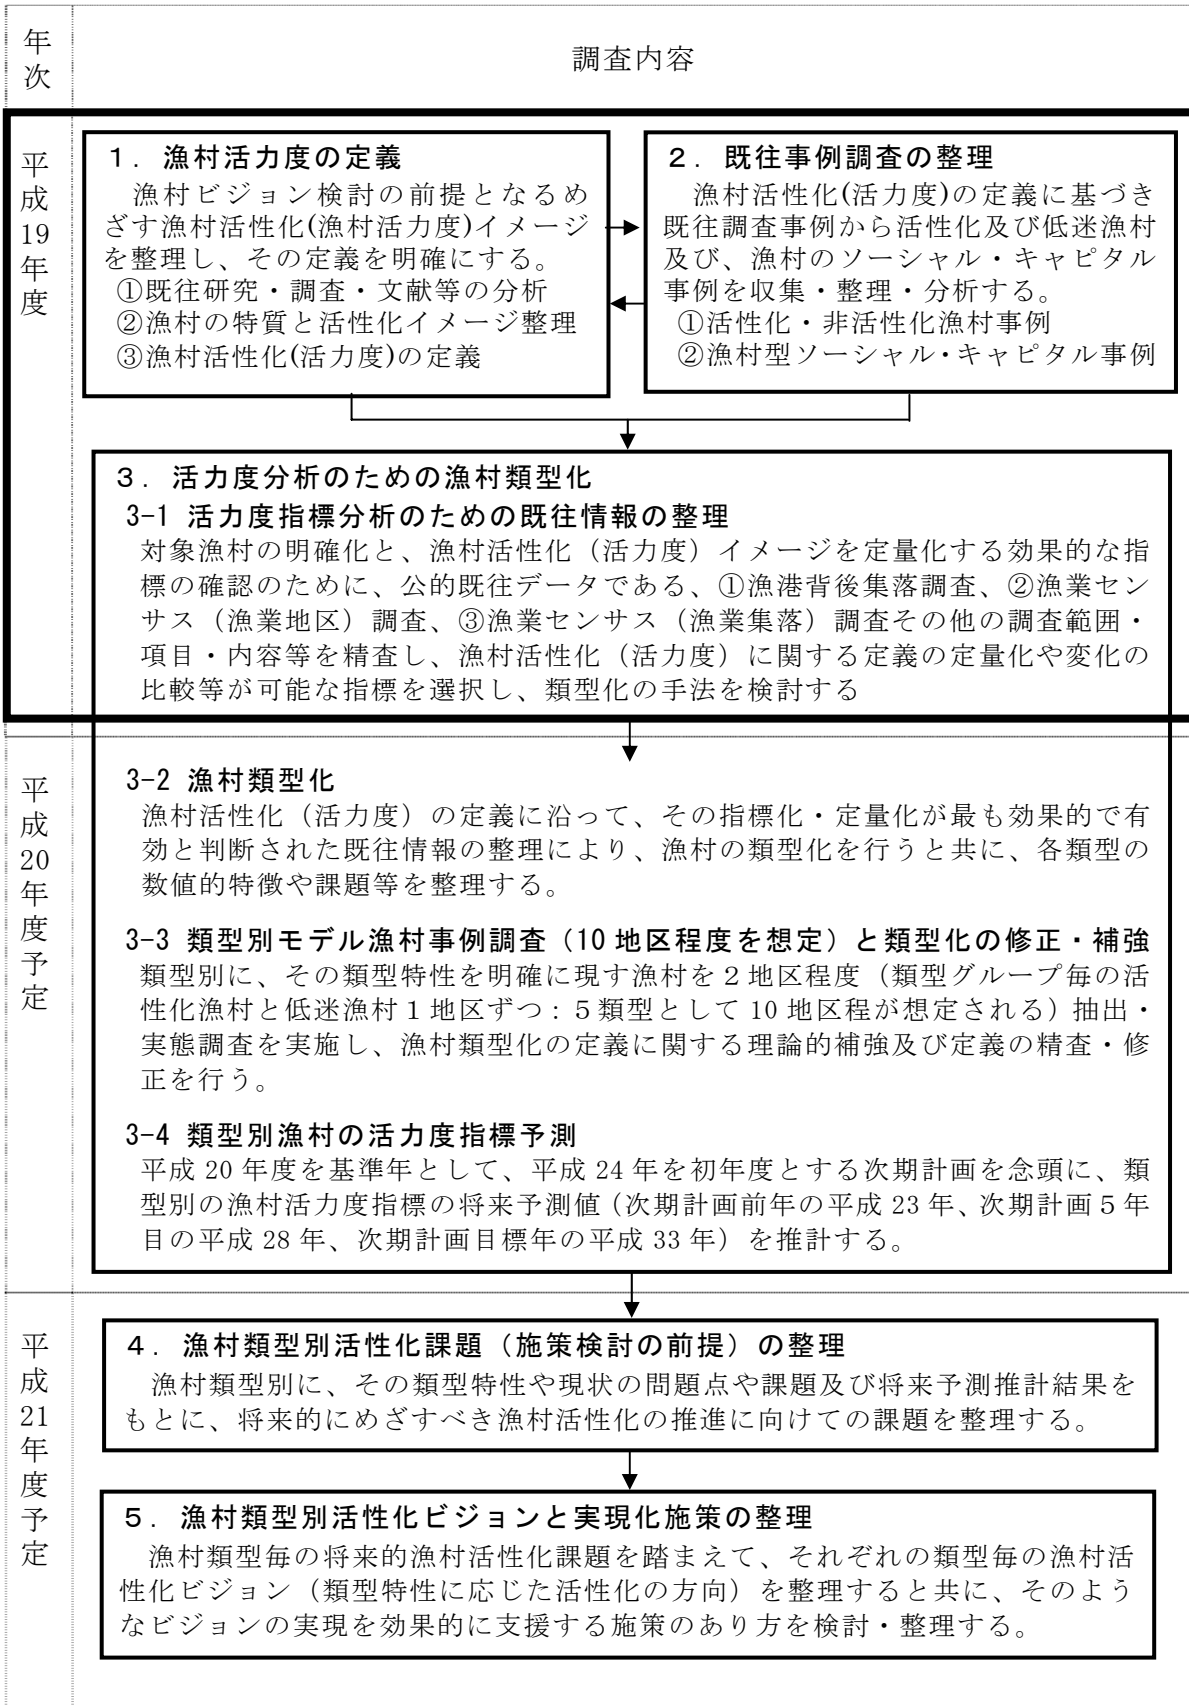 年次
調査内容
平成19年度
１．漁村活力度の定義
漁村ビジョン検討の前提となるめ
ざす漁村活性化(漁村活力度)イメージ
を整理し、その定義を明確にする。
①既往研究・調査・文献等の分析
②漁村の特質と活性化イメージ整理
③漁村活性化(活力度)の定義
２．既往事例調査の整理
漁村活性化(活力度)の定義に基づき
既往調査事例から活性化及び低迷漁村
及び、漁村のソーシャル・キャピタル
事例を収集・整理・分析する。
①活性化・非活性化漁村事例
②漁村型ソーシャル・キャピタル事例
３．活力度分析のための漁村類型化
3-1 活力度指標分析のための既往情報の整理
対象漁村の明確化と、漁村活性化（活力度）イメージを定量化する効果的な指
標の確認のために、公的既往データである、①漁港背後集落調査、②漁業セン
サス（漁業地区）調査、③漁業センサス（漁業集落）調査その他の調査範囲・
項目・内容等を精査し、漁村活性化（活力度）に関する定義の定量化や変化の
比較等が可能な指標を選択し、類型化の手法を検討する
平成20年度予定
3-2 漁村類型化
漁村活性化（活力度）の定義に沿って、その指標化・定量化が最も効果的で有
効と判断された既往情報の整理により、漁村の類型化を行うと共に、各類型の
数値的特徴や課題等を整理する。
3-3 類型別モデル漁村事例調査（10 地区程度を想定）と類型化の修正・補強
類型別に、その類型特性を明確に現す漁村を２地区程度（類型グループ毎の活
性化漁村と低迷漁村１地区ずつ：５類型として 10 地区程が想定される）抽出・
実態調査を実施し、漁村類型化の定義に関する理論的補強及び定義の精査・修
正を行う。
3-4 類型別漁村の活力度指標予測
平成 20 年度を基準年として、平成 24 年を初年度とする次期計画を念頭に、類
型別の漁村活力度指標の将来予測値（次期計画前年の平成 23 年、次期計画５年
目の平成 28 年、次期計画目標年の平成 33 年）を推計する。
平成21年度予定
４．漁村類型別活性化課題（施策検討の前提）の整理
漁村類型別に、その類型特性や現状の問題点や課題及び将来予測推計結果を
もとに、将来的にめざすべき漁村活性化の推進に向けての課題を整理する。
５．漁村類型別活性化ビジョンと実現化施策の整理
漁村類型毎の将来的漁村活性化課題を踏まえて、それぞれの類型毎の漁村活
性化ビジョン（類型特性に応じた活性化の方向）を整理すると共に、そのよう
なビジョンの実現を効果的に支援する施策のあり方を検討・整理する。